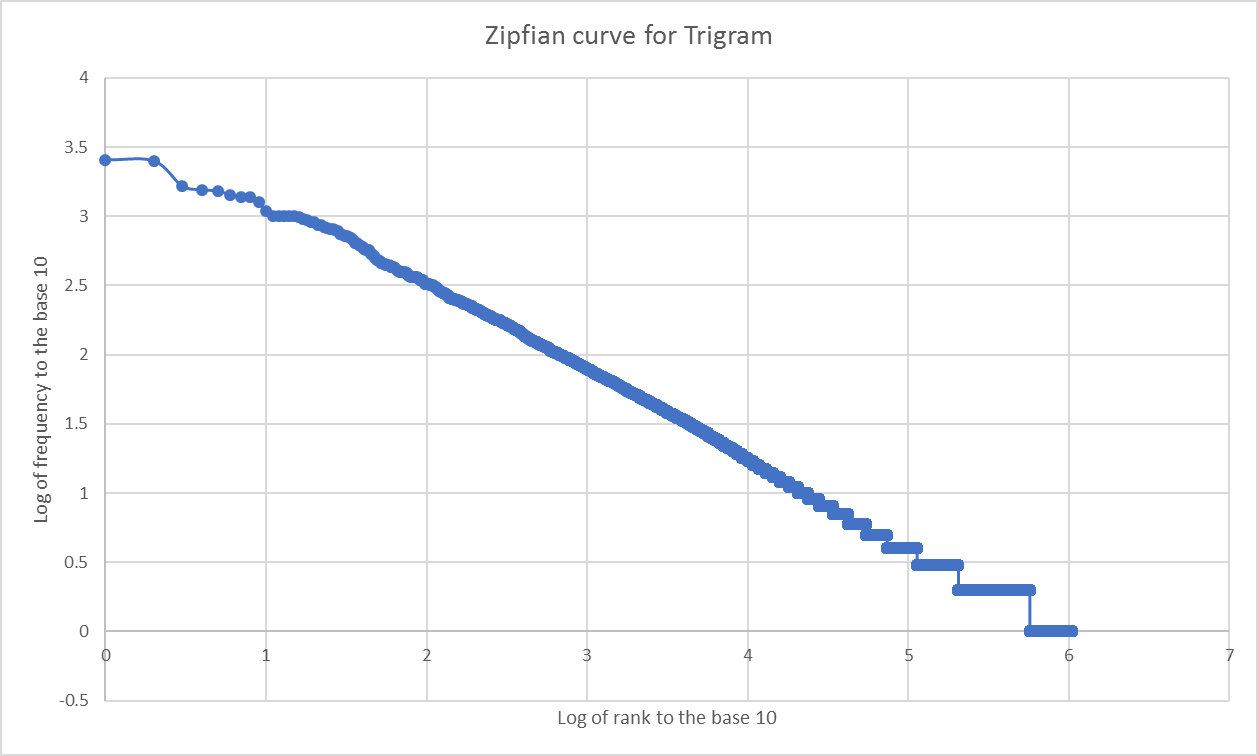 Zipfian curve for Trigram
4
3.5
3
2.5
2
1.5
1
0.5
0
-0.5
0 1 2 3 4 5 6 7
Log of frequency to the base 10
Log of rank to the base 10